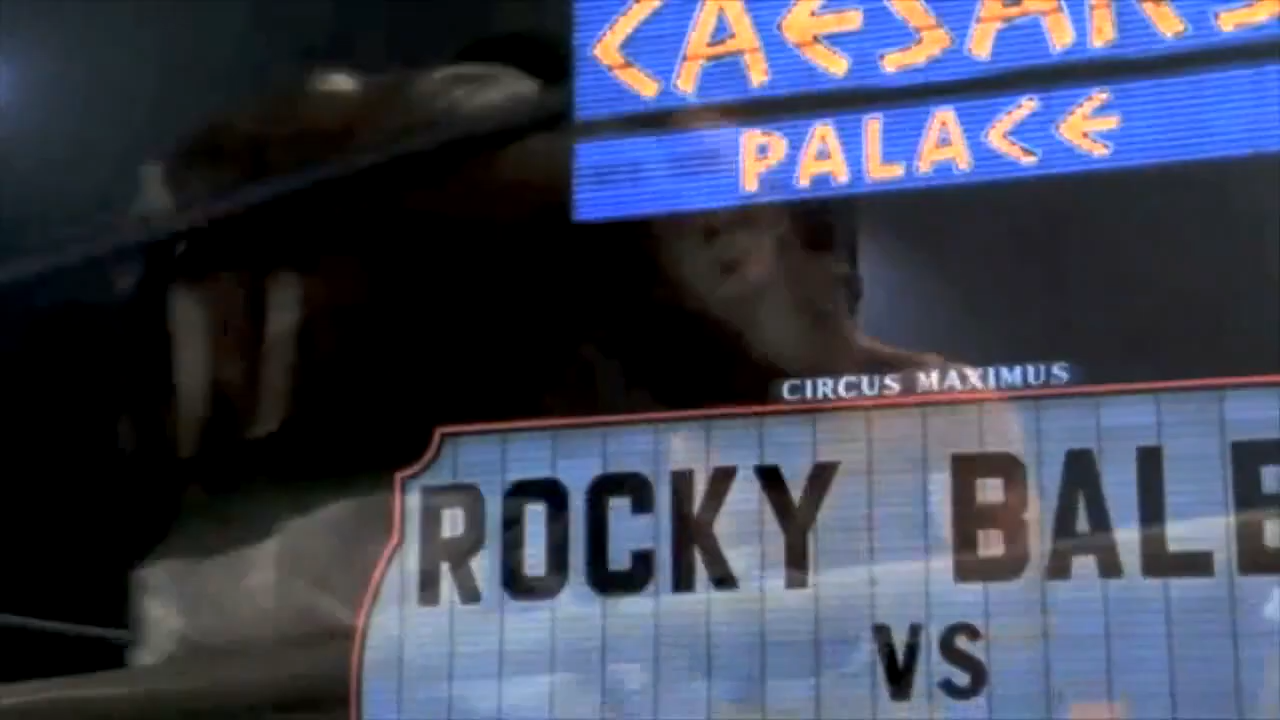 CAESARS
PALACE
CIRCUS MAXIMUS
ROCKY BALB
VS